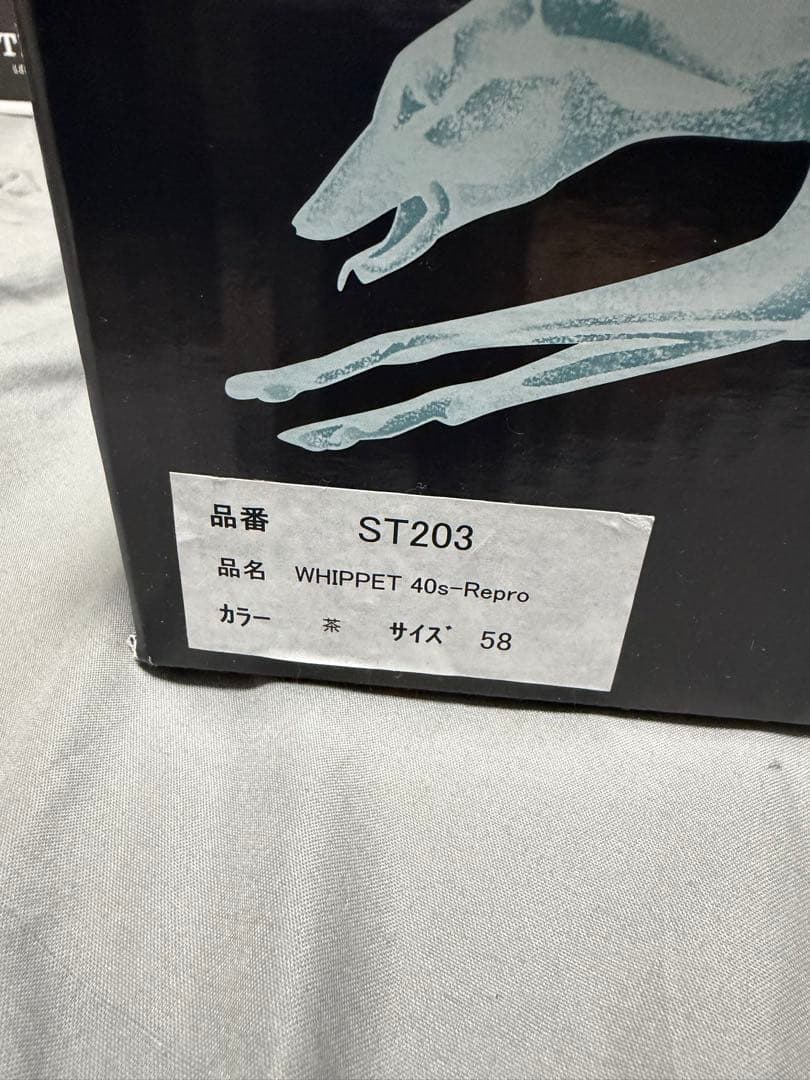 品番 ST203
品名 WHIPPET 40s-Repro
カラー 茶 サイズ 58